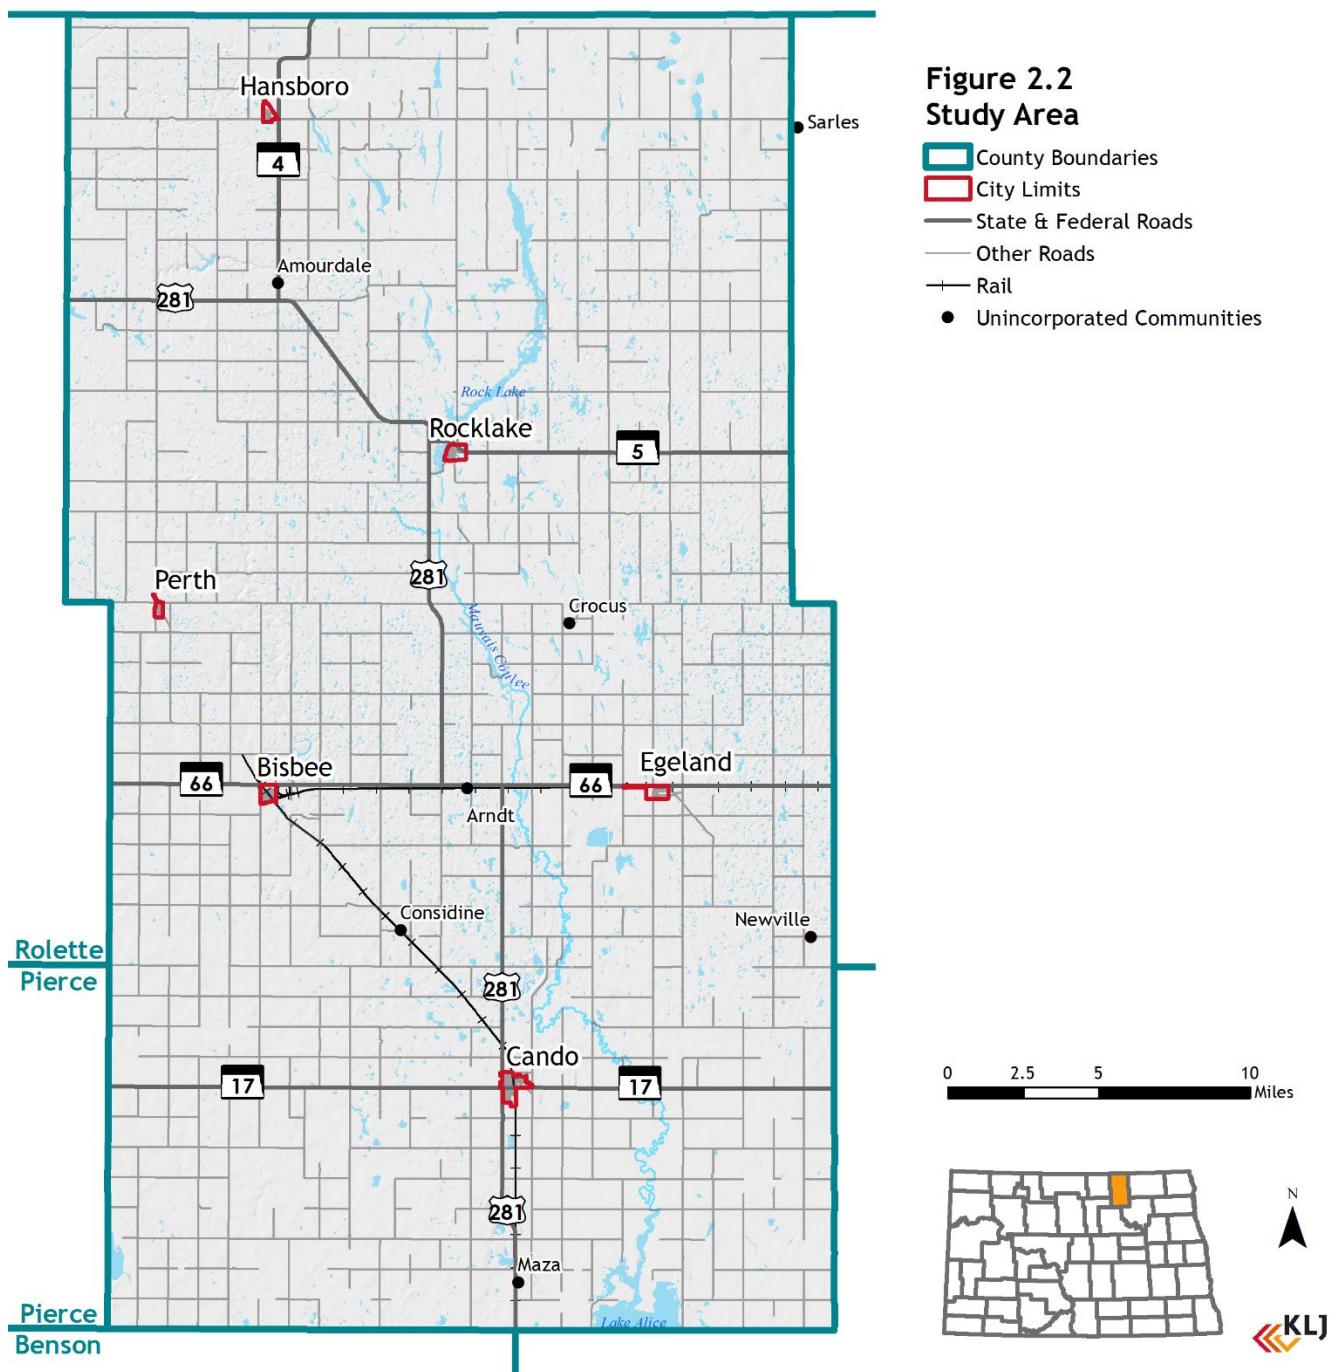 Figure 2.2
Study Area
County Boundaries
City Limits
State & Federal Roads
Other Roads
Rail
Unincorporated Communities
Hansboro
Sarles
4
Amourdale
281
Rock Lake
Rocklake
5
281
Perth
Crocus
Mauvais Coulee
Bisbee
Egeland
66
66
Arndt
Considine
Newville
Rolette
Pierce
281
Cando
17
17
0 2.5 5 10
Miles
N
281
Maza
Pierce
Benson
Lake Alice
KLJ